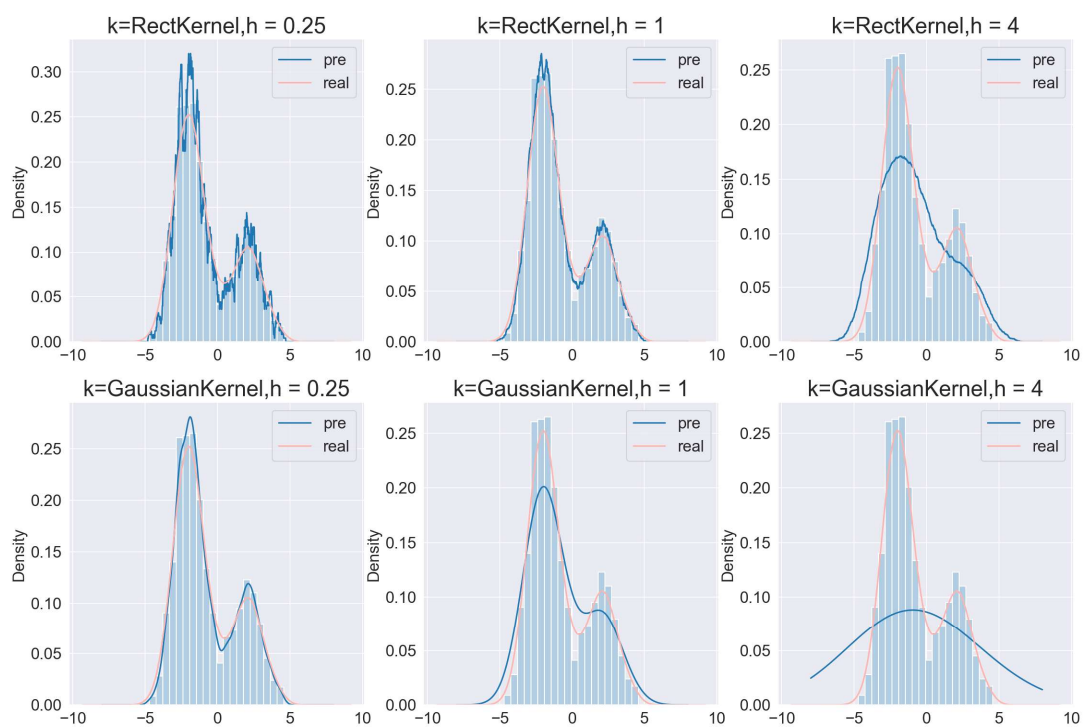 k=RectKernel,h = 0.25
0.30
0.25
0.20
0.15
0.10
0.05
0.00
Density
−10
−5
0
5
10
pre
real
k=RectKernel,h = 1
0.25
0.20
0.15
0.10
0.05
0.00
Density
−10
−5
0
5
10
pre
real
k=RectKernel,h = 4
0.25
0.20
0.15
0.10
0.05
0.00
Density
−10
−5
0
5
10
pre
real
k=GaussianKernel,h = 0.25
0.25
0.20
0.15
0.10
0.05
0.00
Density
−10
−5
0
5
10
pre
real
k=GaussianKernel,h = 1
0.25
0.20
0.15
0.10
0.05
0.00
Density
−10
−5
0
5
10
pre
real
k=GaussianKernel,h = 4
0.25
0.20
0.15
0.10
0.05
0.00
Density
−10
−5
0
5
10
pre
real